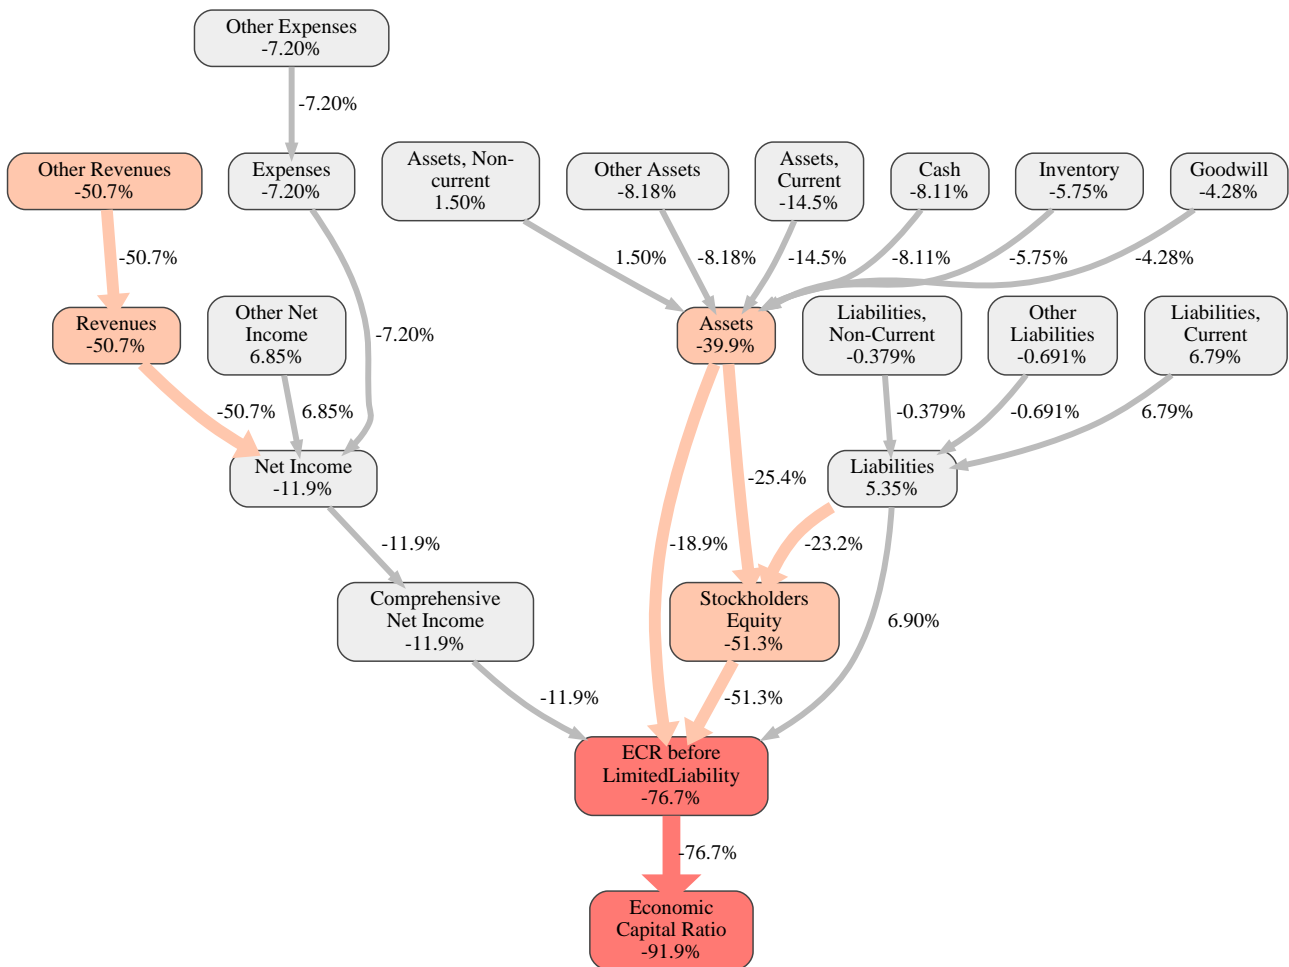 Other Expenses
-7.20%
-7.20%
Other Revenues
-50.7%
Expenses
-7.20%
Assets, Non-
current
1.50%
Other Assets
-8.18%
Assets,
Current
-14.5%
Cash
-8.11%
Inventory
-5.75%
Goodwill
-4.28%
-50.7%
1.50%
-8.18%
-14.5%
-8.11%
-5.75%
-4.28%
Revenues
-50.7%
Other Net
Income
6.85%
-7.20%
Assets
-39.9%
Liabilities,
Non-Current
-0.379%
Other
Liabilities
-0.691%
Liabilities,
Current
6.79%
-50.7%
6.85%
-0.379%
-0.691%
6.79%
Net Income
-11.9%
-25.4%
Liabilities
5.35%
-11.9%
-18.9%
-23.2%
Comprehensive
Net Income
-11.9%
Stockholders
Equity
-51.3%
6.90%
-11.9%
-51.3%
ECR before
LimitedLiability
-76.7%
-76.7%
Economic
Capital Ratio
-91.9%